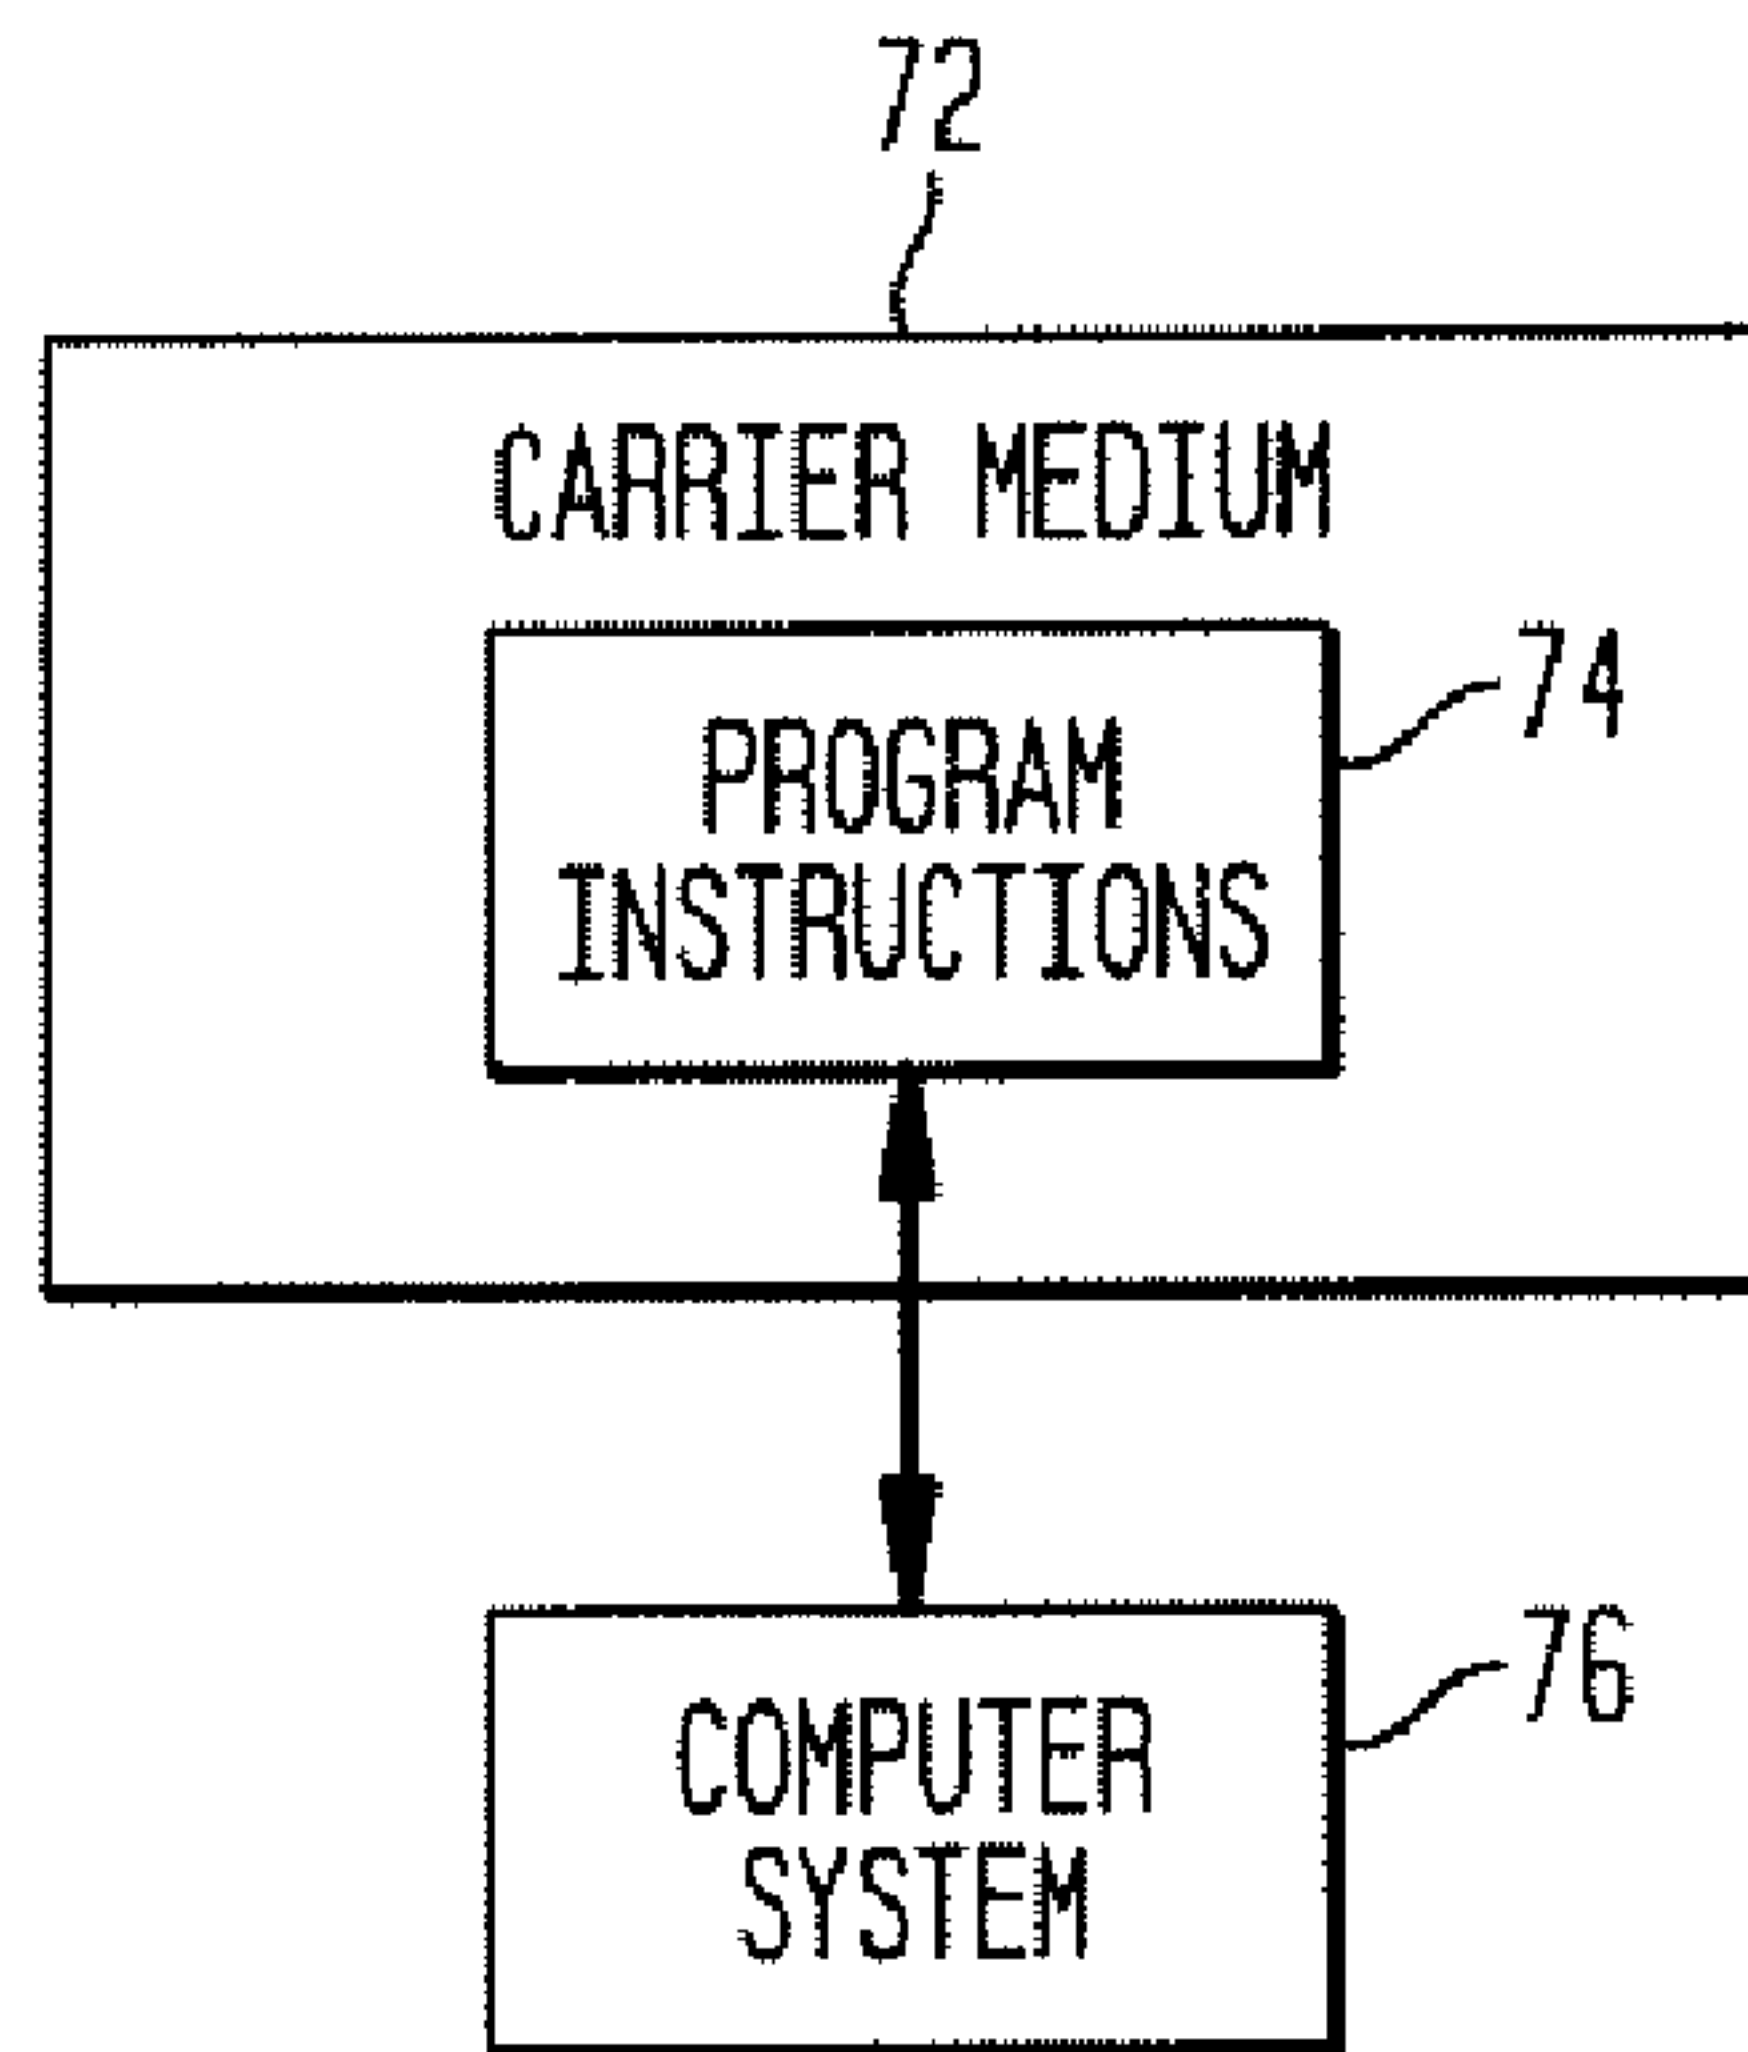 72
CARRIER MEDIUM
74
PROGRAM
INSTRUCTIONS
76
COMPUTER
SYSTEM